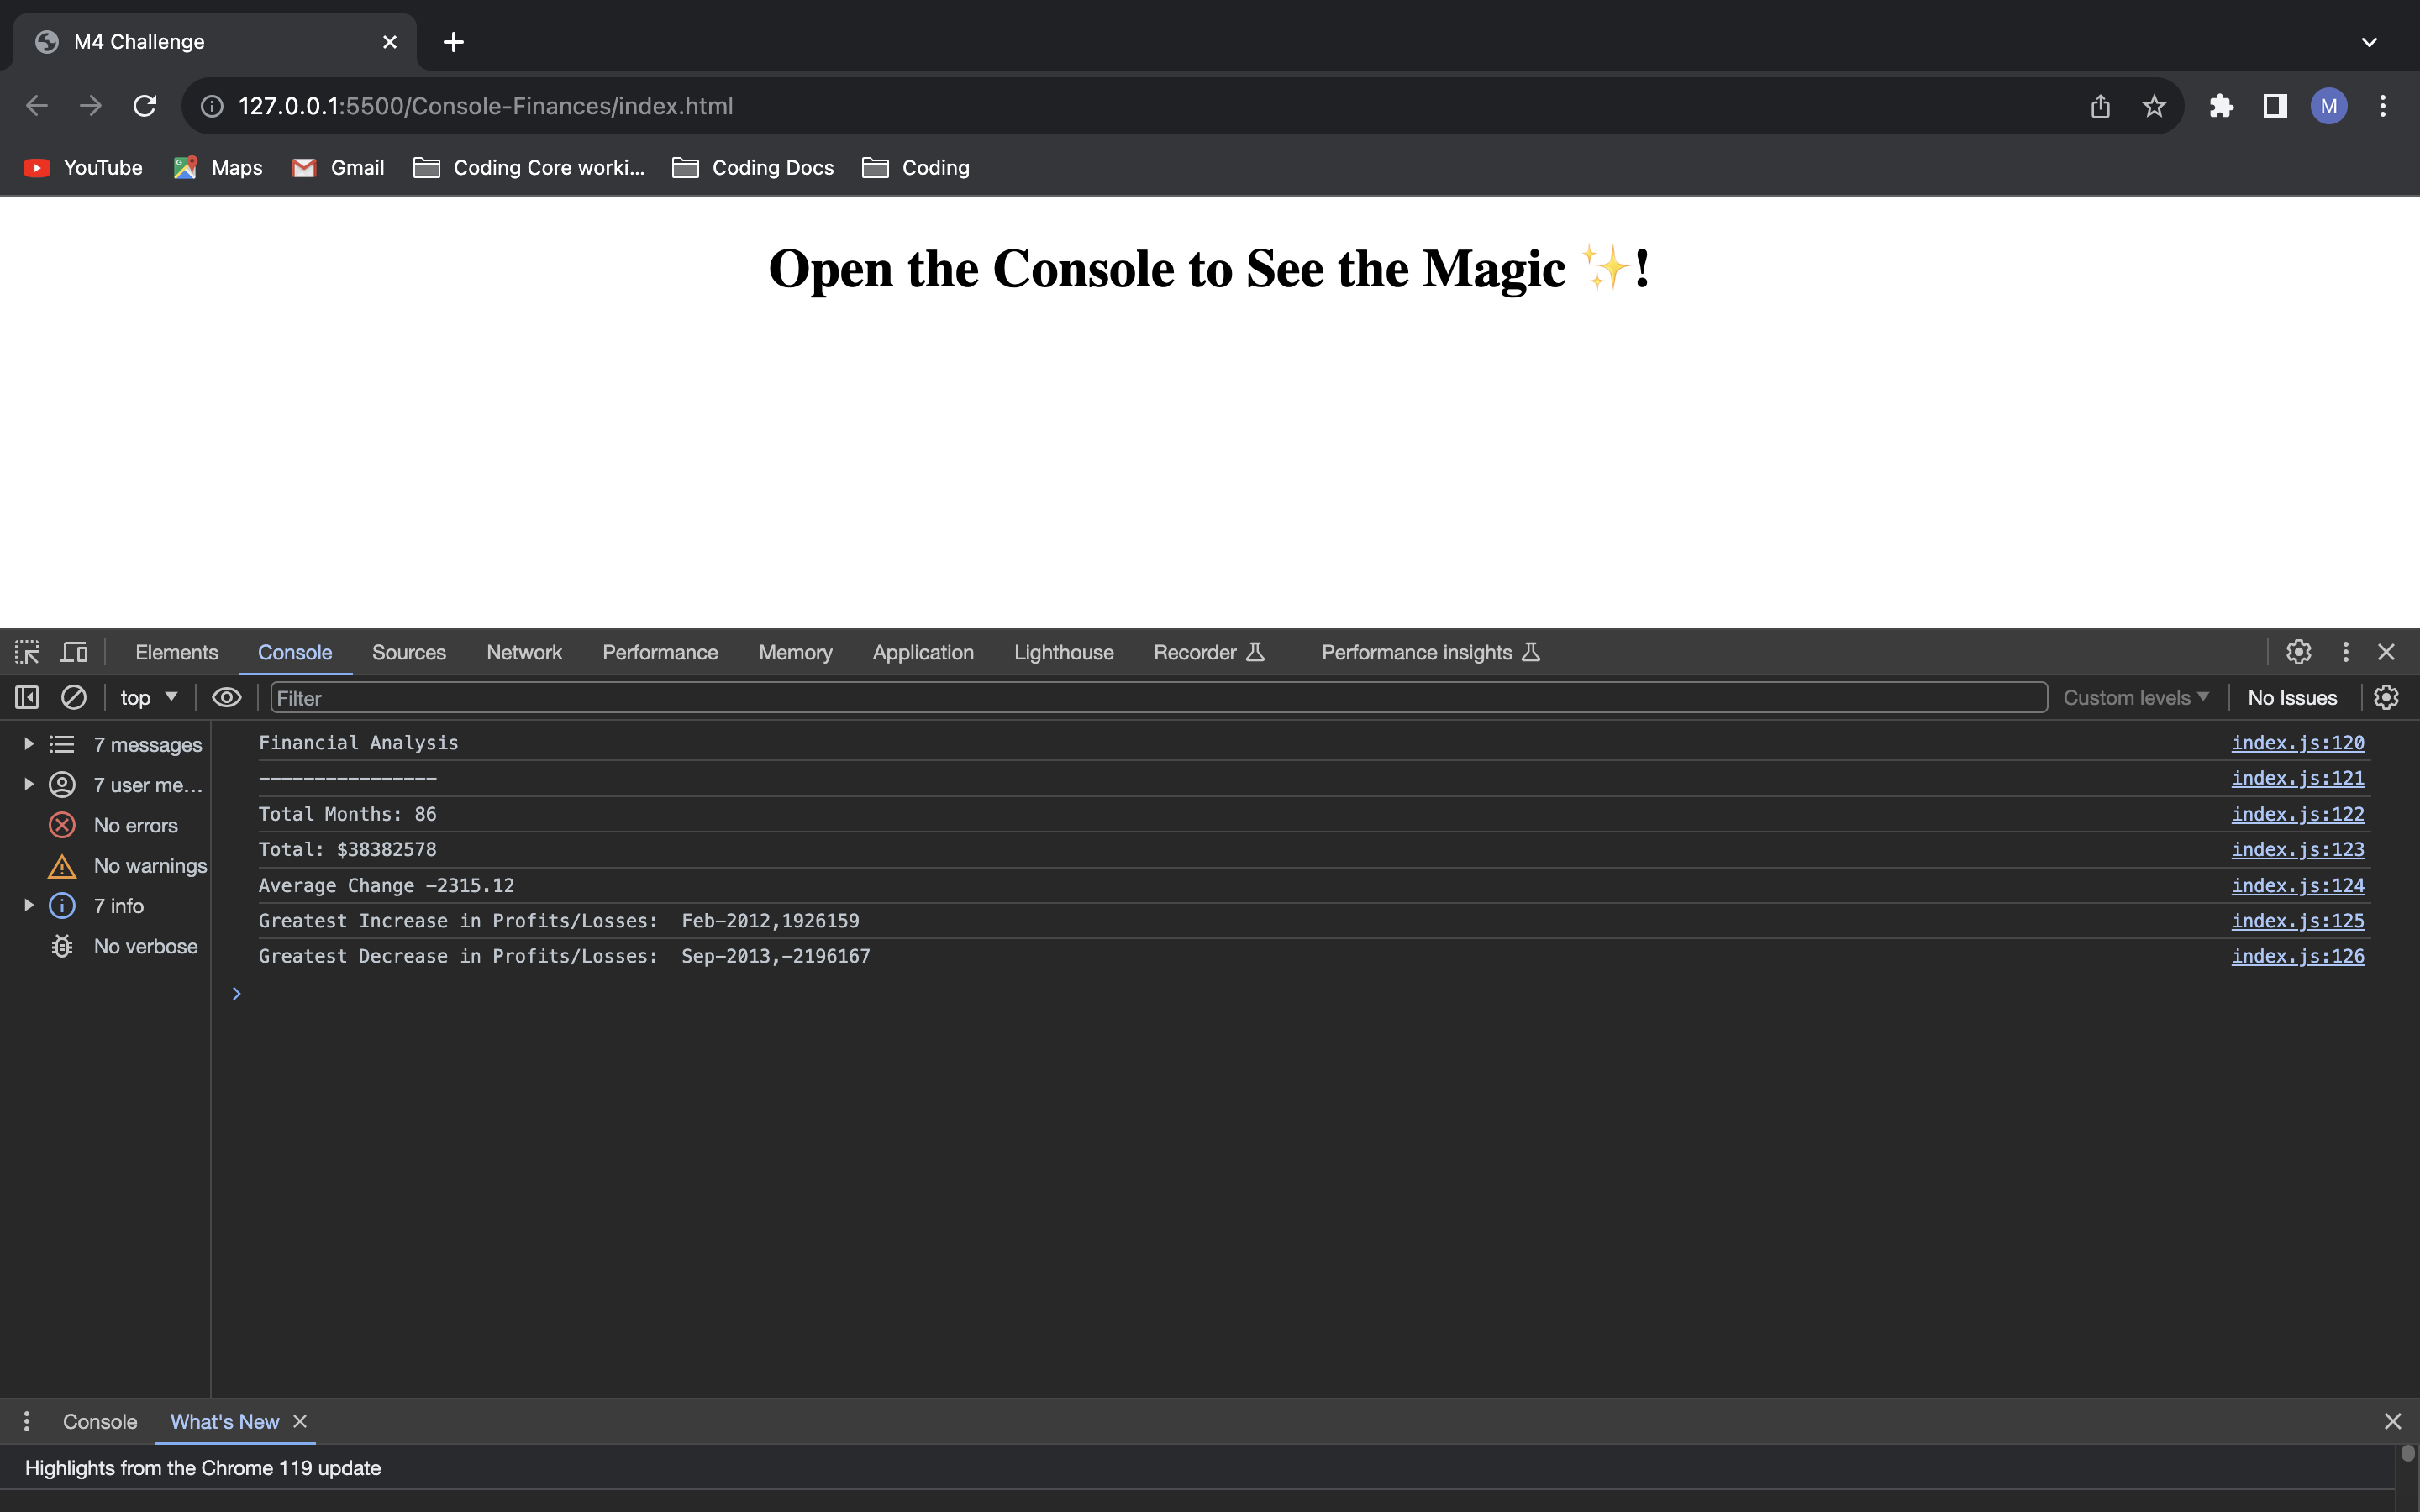 M4 Challenge
127.0.0.1:5500/Console-Finances/index.html
M
YouTube Maps Gmail Coding Core worki... Coding Docs Coding
Open the Console to See the Magic ✨!
Elements Console Sources Network Performance Memory Application Lighthouse Recorder Performance insights
top Filter Custom levels No Issues
7 messages
7 user me...
No errors
No warnings
7 info
No verbose
Financial Analysis index.js:120
---------------- index.js:121
Total Months: 86 index.js:122
Total: $38382578 index.js:123
Average Change -2315.12 index.js:124
Greatest Increase in Profits/Losses:  Feb-2012,1926159 index.js:125
Greatest Decrease in Profits/Losses:  Sep-2013,-2196167 index.js:126
Console What's New
Highlights from the Chrome 119 update